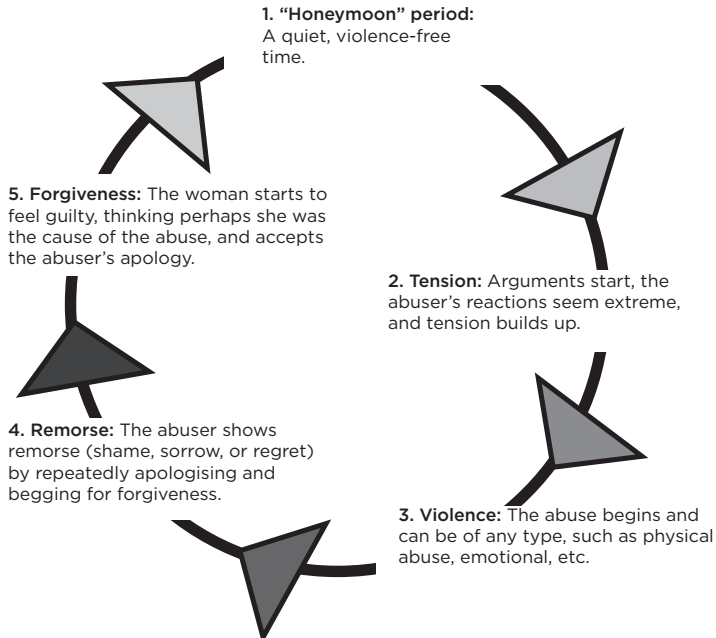 1. “Honeymoon” period:
A quiet, violence-free
time.
2. Tension: Arguments start, the
abuser’s reactions seem extreme,
and tension builds up.
3. Violence: The abuse begins and
can be of any type, such as physical
abuse, emotional, etc.
4. Remorse: The abuser shows
remorse (shame, sorrow, or regret)
by repeatedly apologising and
begging for forgiveness.
5. Forgiveness: The woman starts to
feel guilty, thinking perhaps she was
the cause of the abuse, and accepts
the abuser’s apology.